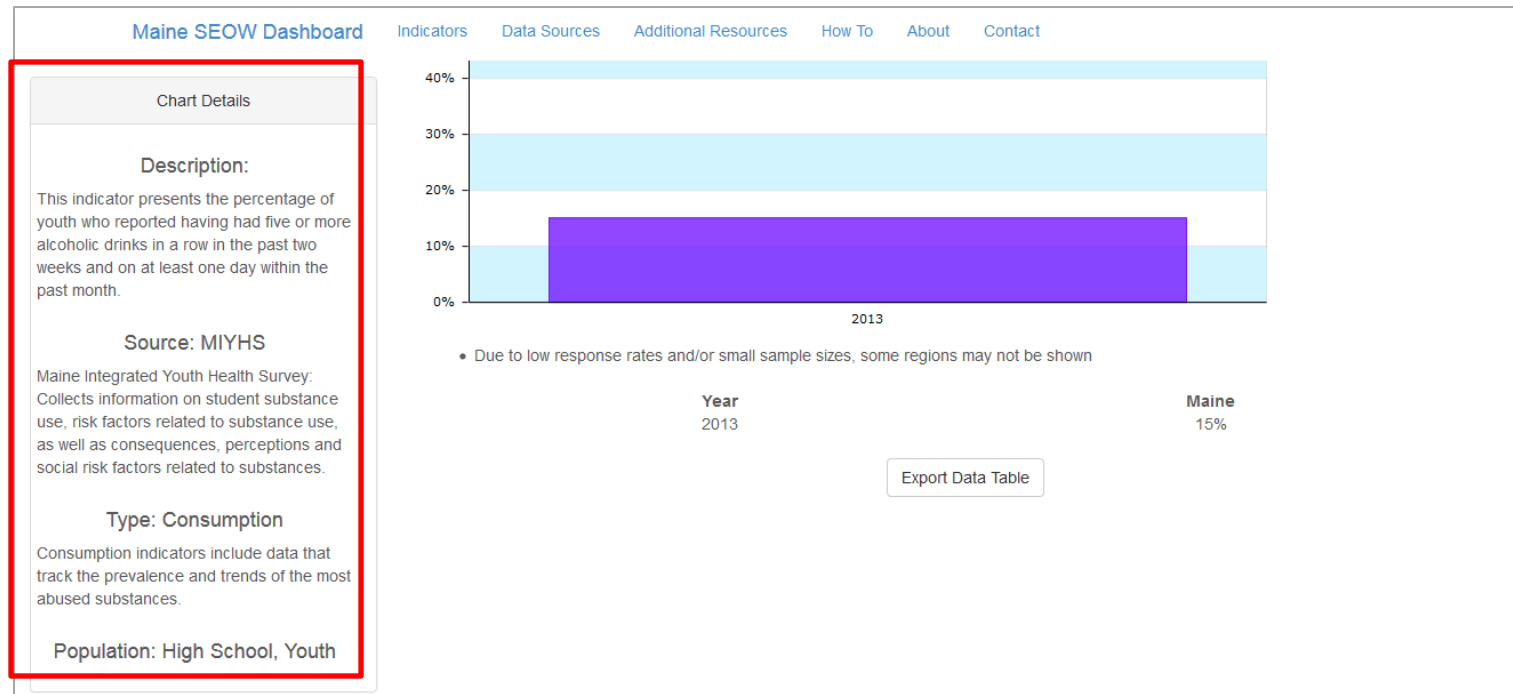 Maine SEOW Dashboard Indicators Data Sources Additional Resources How To About Contact
Chart Details
Description:
This indicator presents the percentage of
youth who reported having had five or more
alcoholic drinks in a row in the past two
weeks and on at least one day within the
past month.
Source: MIYHS
Maine Integrated Youth Health Survey:
Collects information on student substance
use, risk factors related to substance use,
as well as consequences, perceptions and
social risk factors related to substances.
Type: Consumption
Consumption indicators include data that
track the prevalence and trends of the most
abused substances.
Population: High School, Youth
40%
30%
20%
10%
0%
2013
• Due to low response rates and/or small sample sizes, some regions may not be shown
Year Maine
2013 15%
Export Data Table